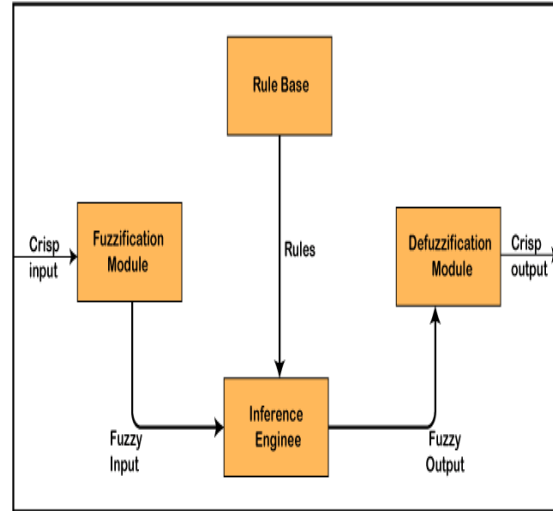 Rule Base
Crisp
input
Fuzzification
Module
Rules
Defuzzification
Module
Crisp
output
Inference
Enginee
Fuzzy
Input
Fuzzy
Output